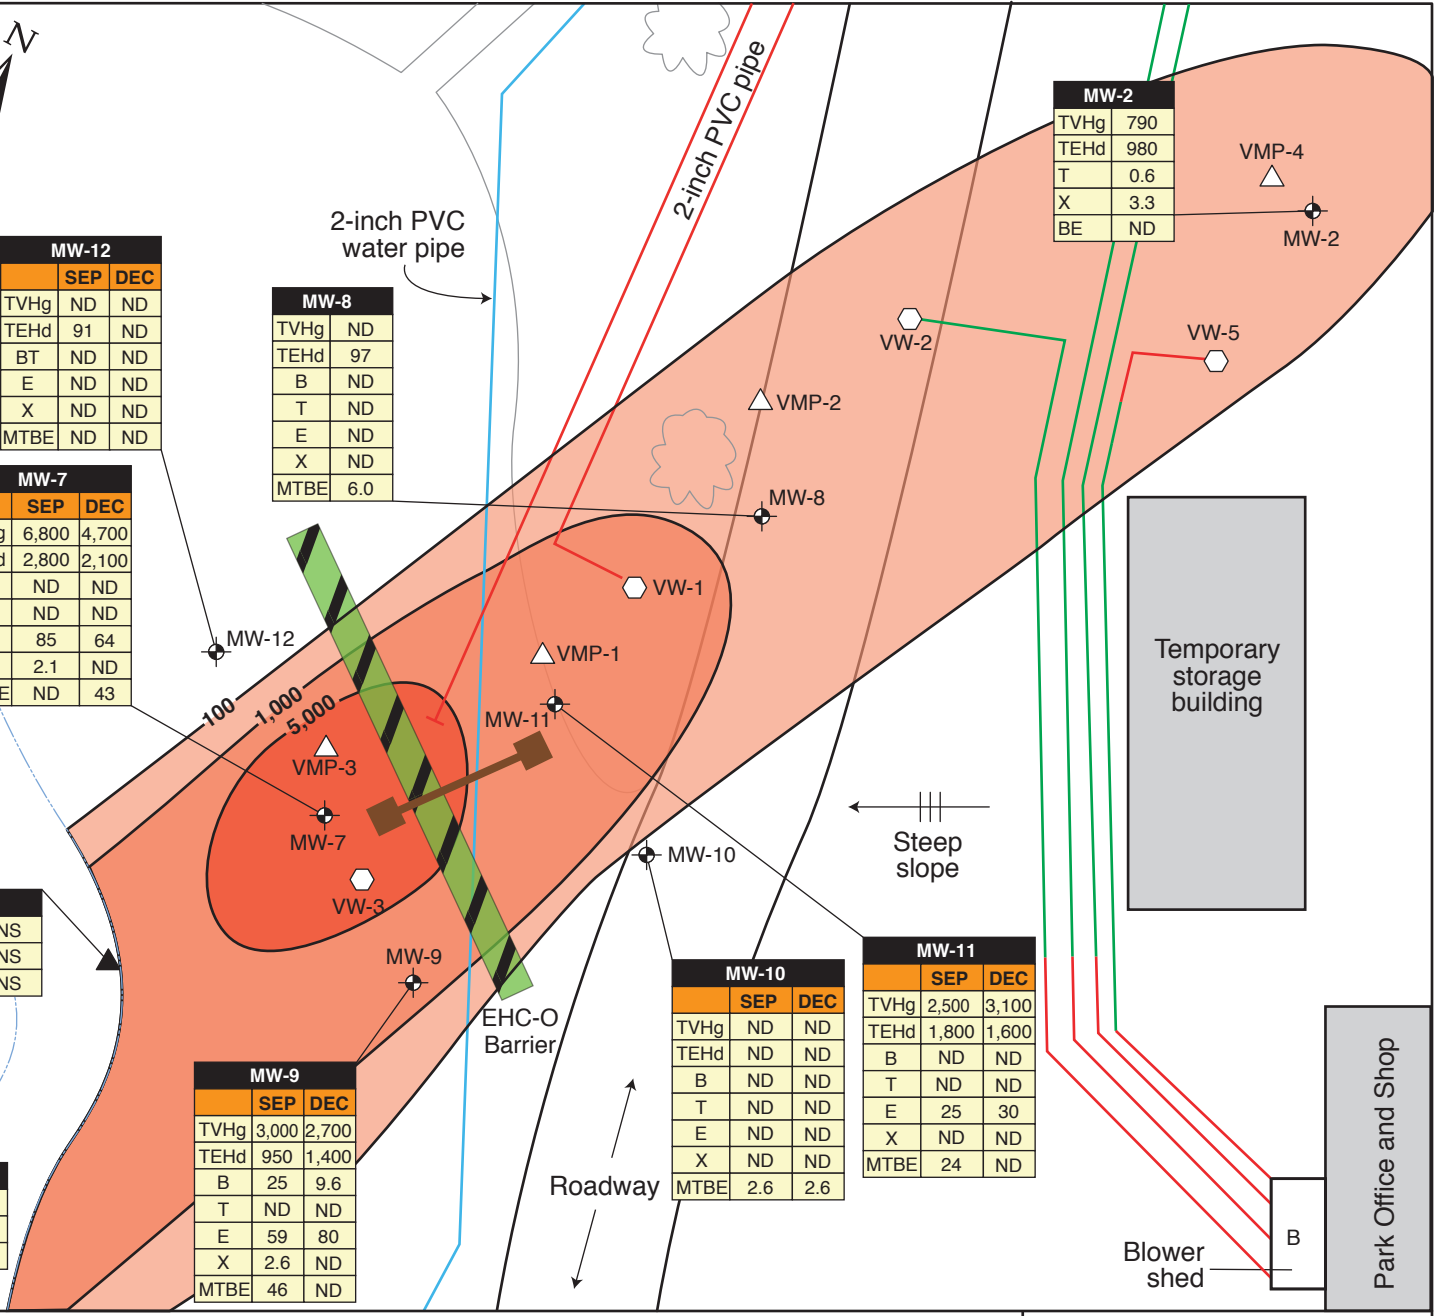 N
2-inch PVC pipe
2-inch PVC
water pipe
MW-2
TVHg 790
TEHd 980
T 0.6
X 3.3
BE ND
VMP-4
MW-2
MW-12
SEP DEC
TVHg ND ND
TEHd 91 ND
BT ND ND
E ND ND
X ND ND
MTBE ND ND
MW-8
TVHg ND
TEHd 97
B ND
T ND
E ND
X ND
MTBE 6.0
VW-2
VW-5
VMP-2
MW-7
SEP DEC
g 6,800 4,700
d 2,800 2,100
ND ND
ND ND
85 64
2.1 ND
E ND 43
MW-8
VW-1
MW-12
VMP-1
MW-11
100
1,000
5,000
VMP-3
MW-7
VW-3
MW-10
Steep
slope
Temporary
storage
building
NS
NS
NS
MW-9
EHC-O
Barrier
MW-9
SEP DEC
TVHg 3,000 2,700
TEHd 950 1,400
B 25 9.6
T ND ND
E 59 80
X 2.6 ND
MTBE 46 ND
Roadway
MW-10
SEP DEC
TVHg ND ND
TEHd ND ND
B ND ND
T ND ND
E ND ND
X ND ND
MTBE 2.6 2.6
MW-11
SEP DEC
TVHg 2,500 3,100
TEHd 1,800 1,600
B ND ND
T ND ND
E 25 30
X ND ND
MTBE 24 ND
Blower
shed
B
Park Office and Shop